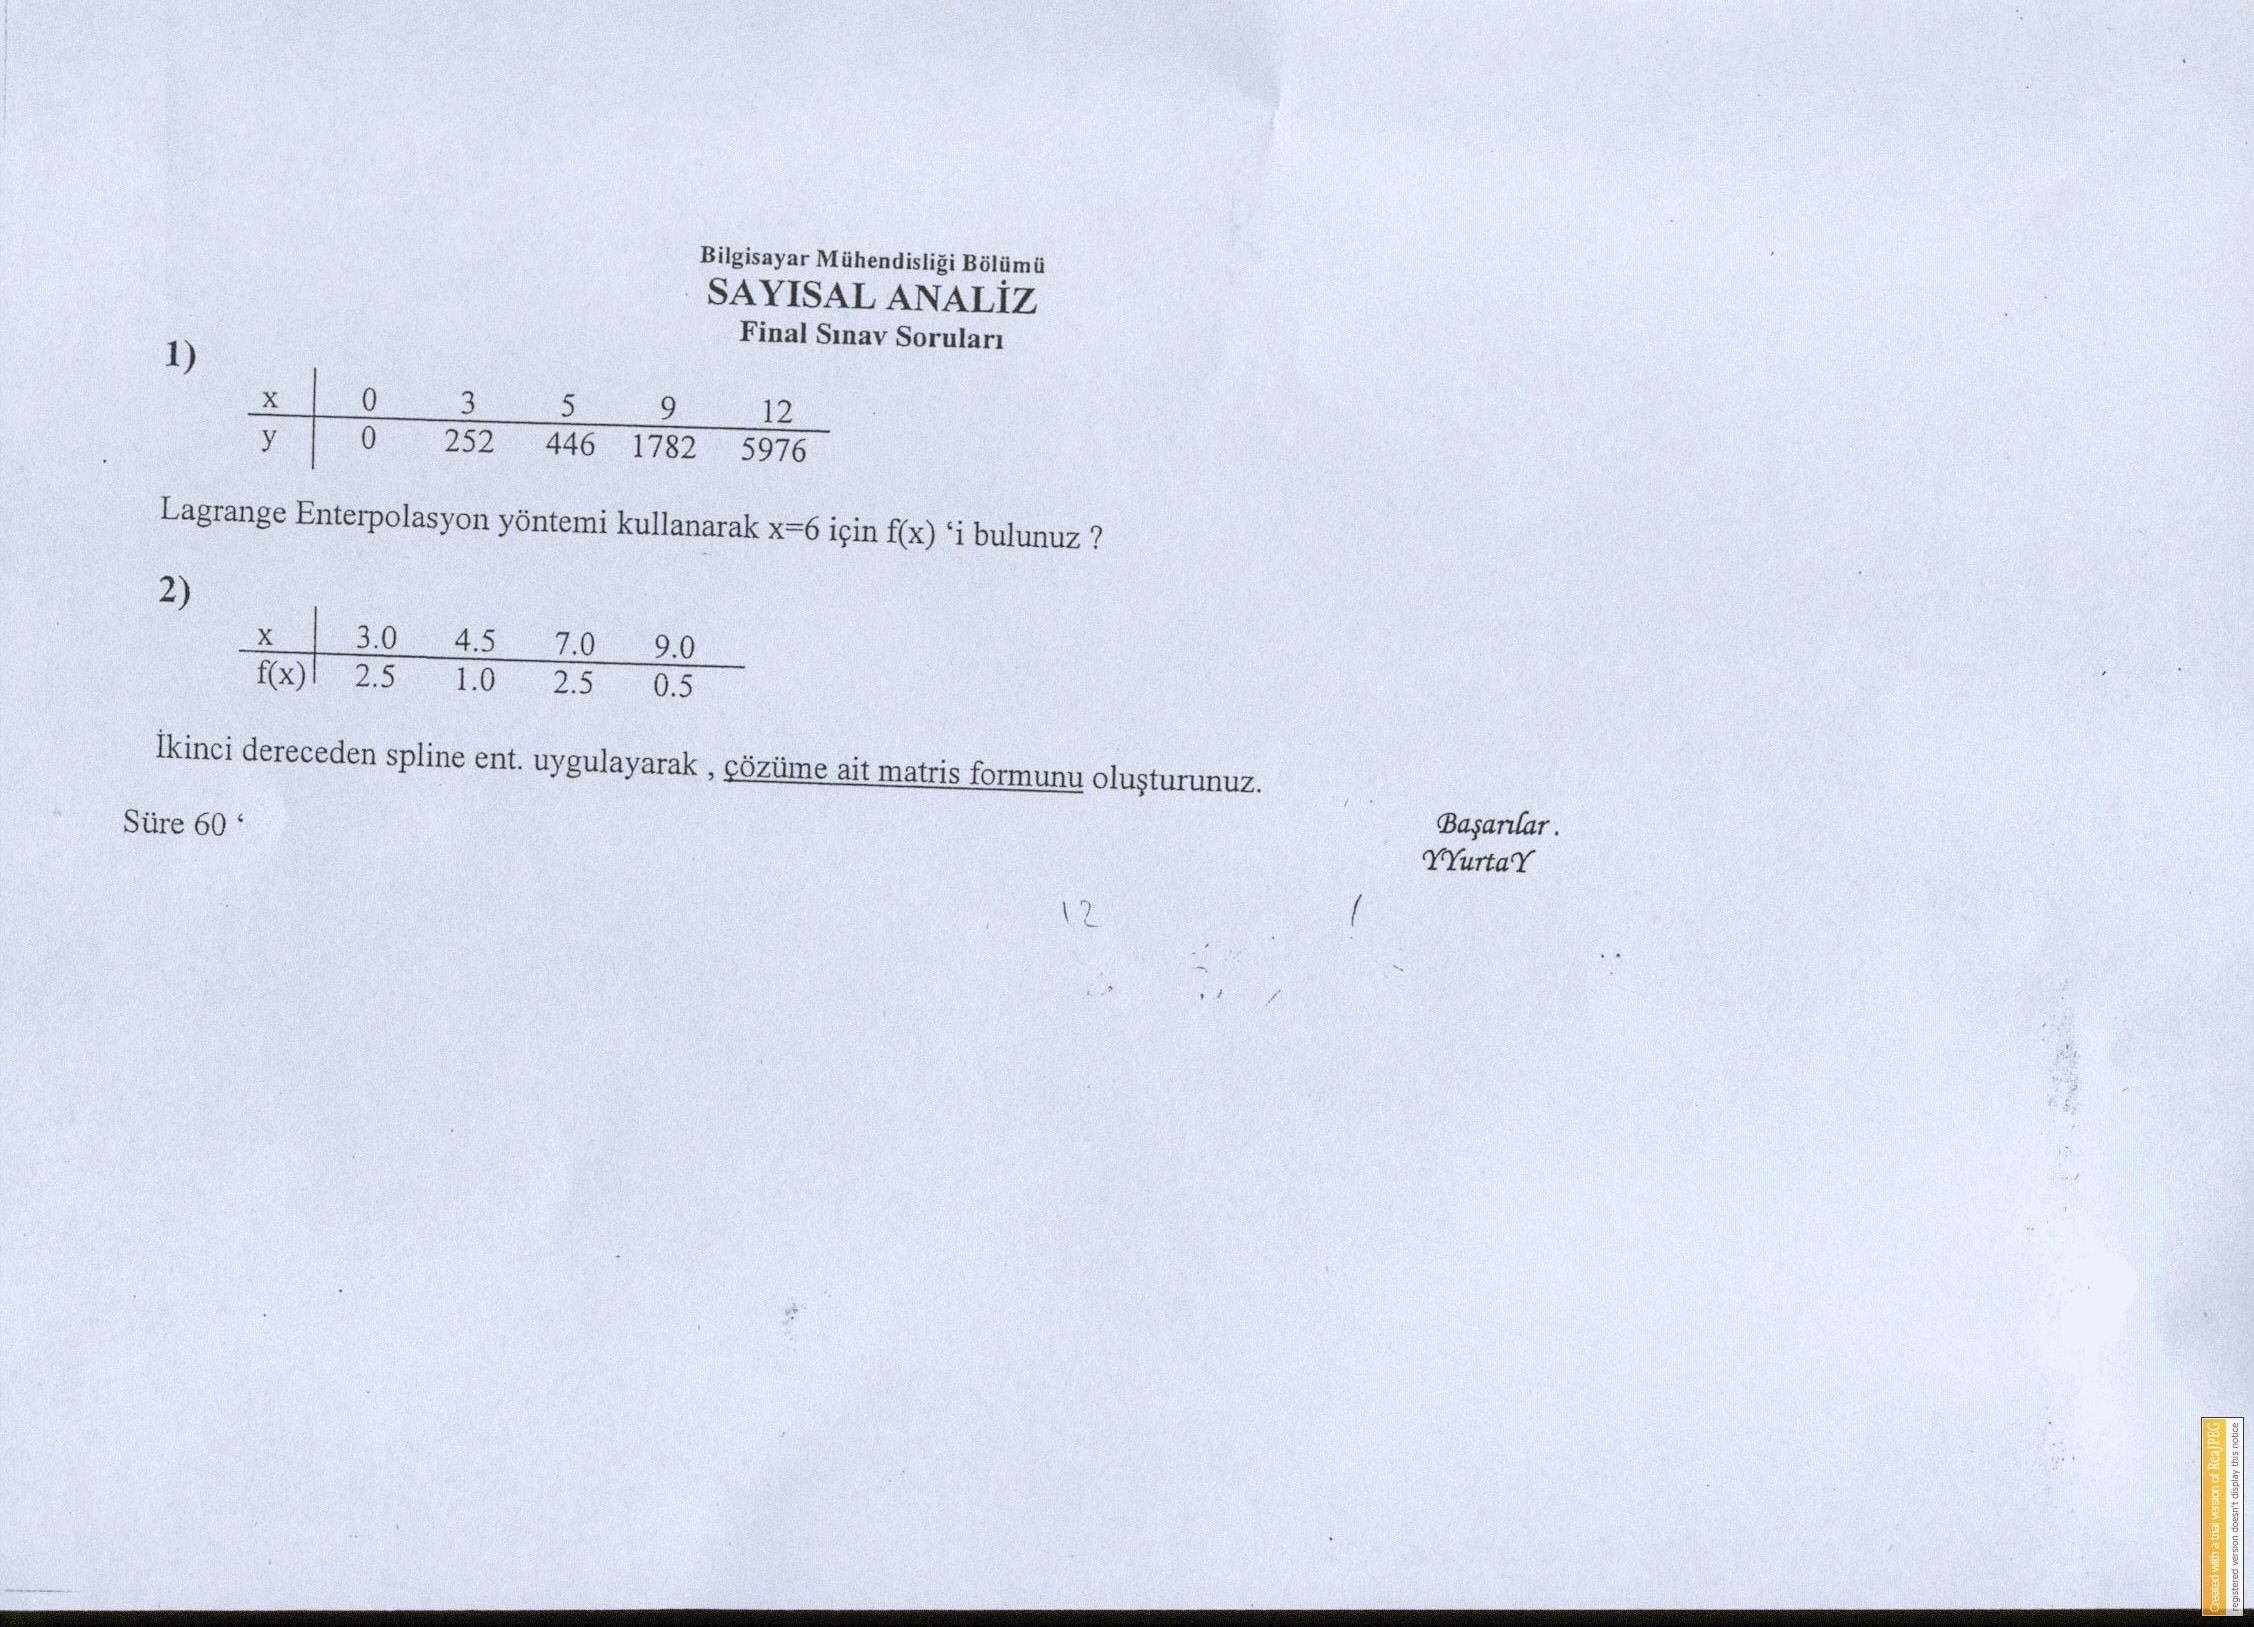 Bilgisayar Mühendisliği Bölümü
SAYISAL ANALİZ
Final Sınav Soruları
1)
x 0 3 5 9 12
y 0 252 446 1782 5976
Lagrange Enterpolasyon yöntemi kullanarak x=6 için f(x) ‘i bulunuz ?
2)
x 3.0 4.5 7.0 9.0
f(x) 2.5 1.0 2.5 0.5
İkinci dereceden spline ent. uygulayarak , çözüme ait matris formunu oluşturunuz.
Süre 60 ‘
Başarılar .
YYurtaY
12
Created with a trial version of ReaJPEG
registered version doesn't display this notice